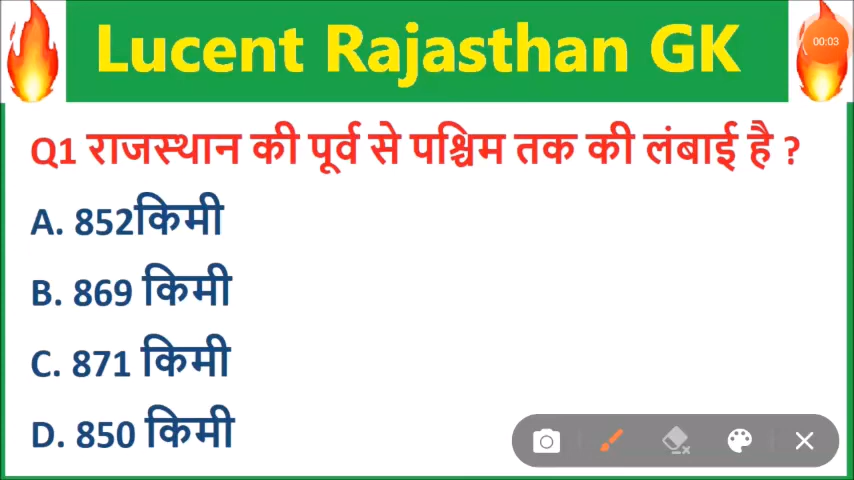 Lucent Rajasthan GK
00:03
Q1 राजस्थान की पूर्व से पश्चिम तक की लंबाई है ?
A. 852किमी
B. 869 किमी
C. 871 किमी
D. 850 किमी